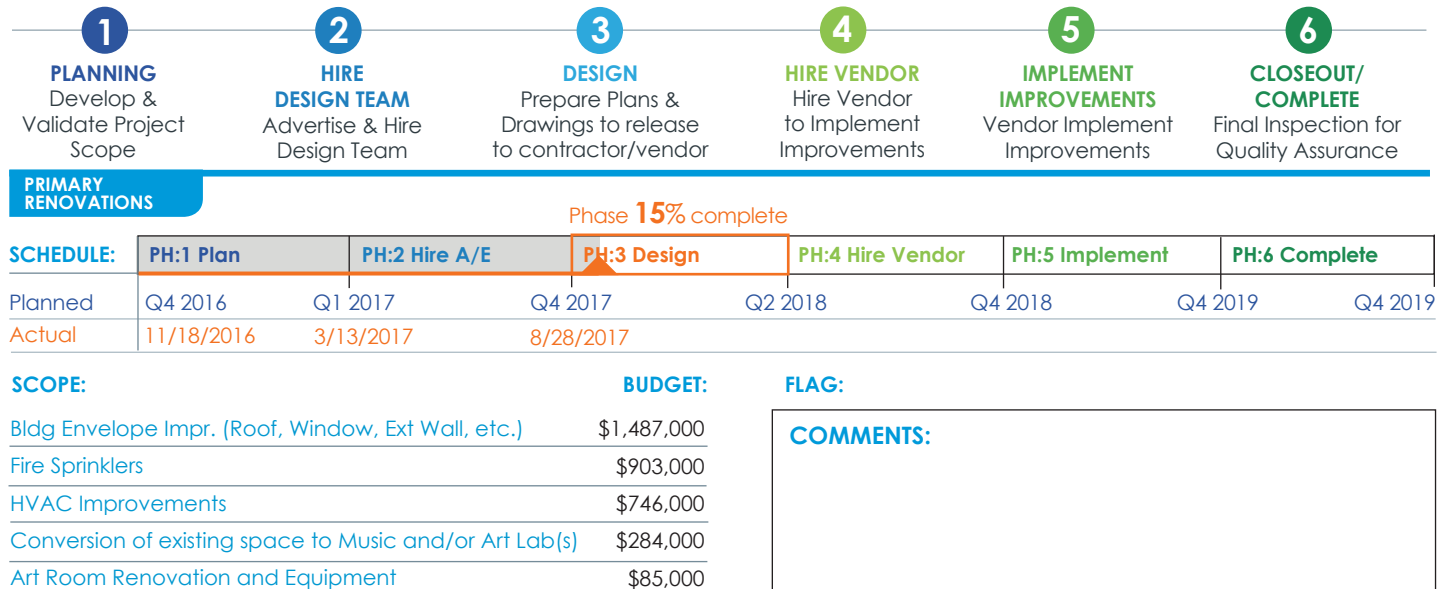 1 2 3 4 5 6
PLANNING
Develop &
Validate Project
Scope
HIRE
DESIGN TEAM
Advertise & Hire
Design Team
DESIGN
Prepare Plans &
Drawings to release
to contractor/vendor
HIRE VENDOR
Hire Vendor
to Implement
Improvements
IMPLEMENT
IMPROVEMENTS
Vendor Implement
Improvements
CLOSEOUT/
COMPLETE
Final Inspection for
Quality Assurance
PRIMARY
RENOVATIONS
Phase 15% complete
SCHEDULE: PH:1 Plan PH:2 Hire A/E PH:3 Design PH:4 Hire Vendor PH:5 Implement PH:6 Complete
Planned Q4 2016 Q1 2017 Q4 2017 Q2 2018 Q4 2018 Q4 2019 Q4 2019
Actual 11/18/2016 3/13/2017 8/28/2017
SCOPE: BUDGET: FLAG:
Bldg Envelope Impr. (Roof, Window, Ext Wall, etc.) $1,487,000
Fire Sprinklers $903,000
HVAC Improvements $746,000
Conversion of existing space to Music and/or Art Lab(s) $284,000
Art Room Renovation and Equipment $85,000
COMMENTS: